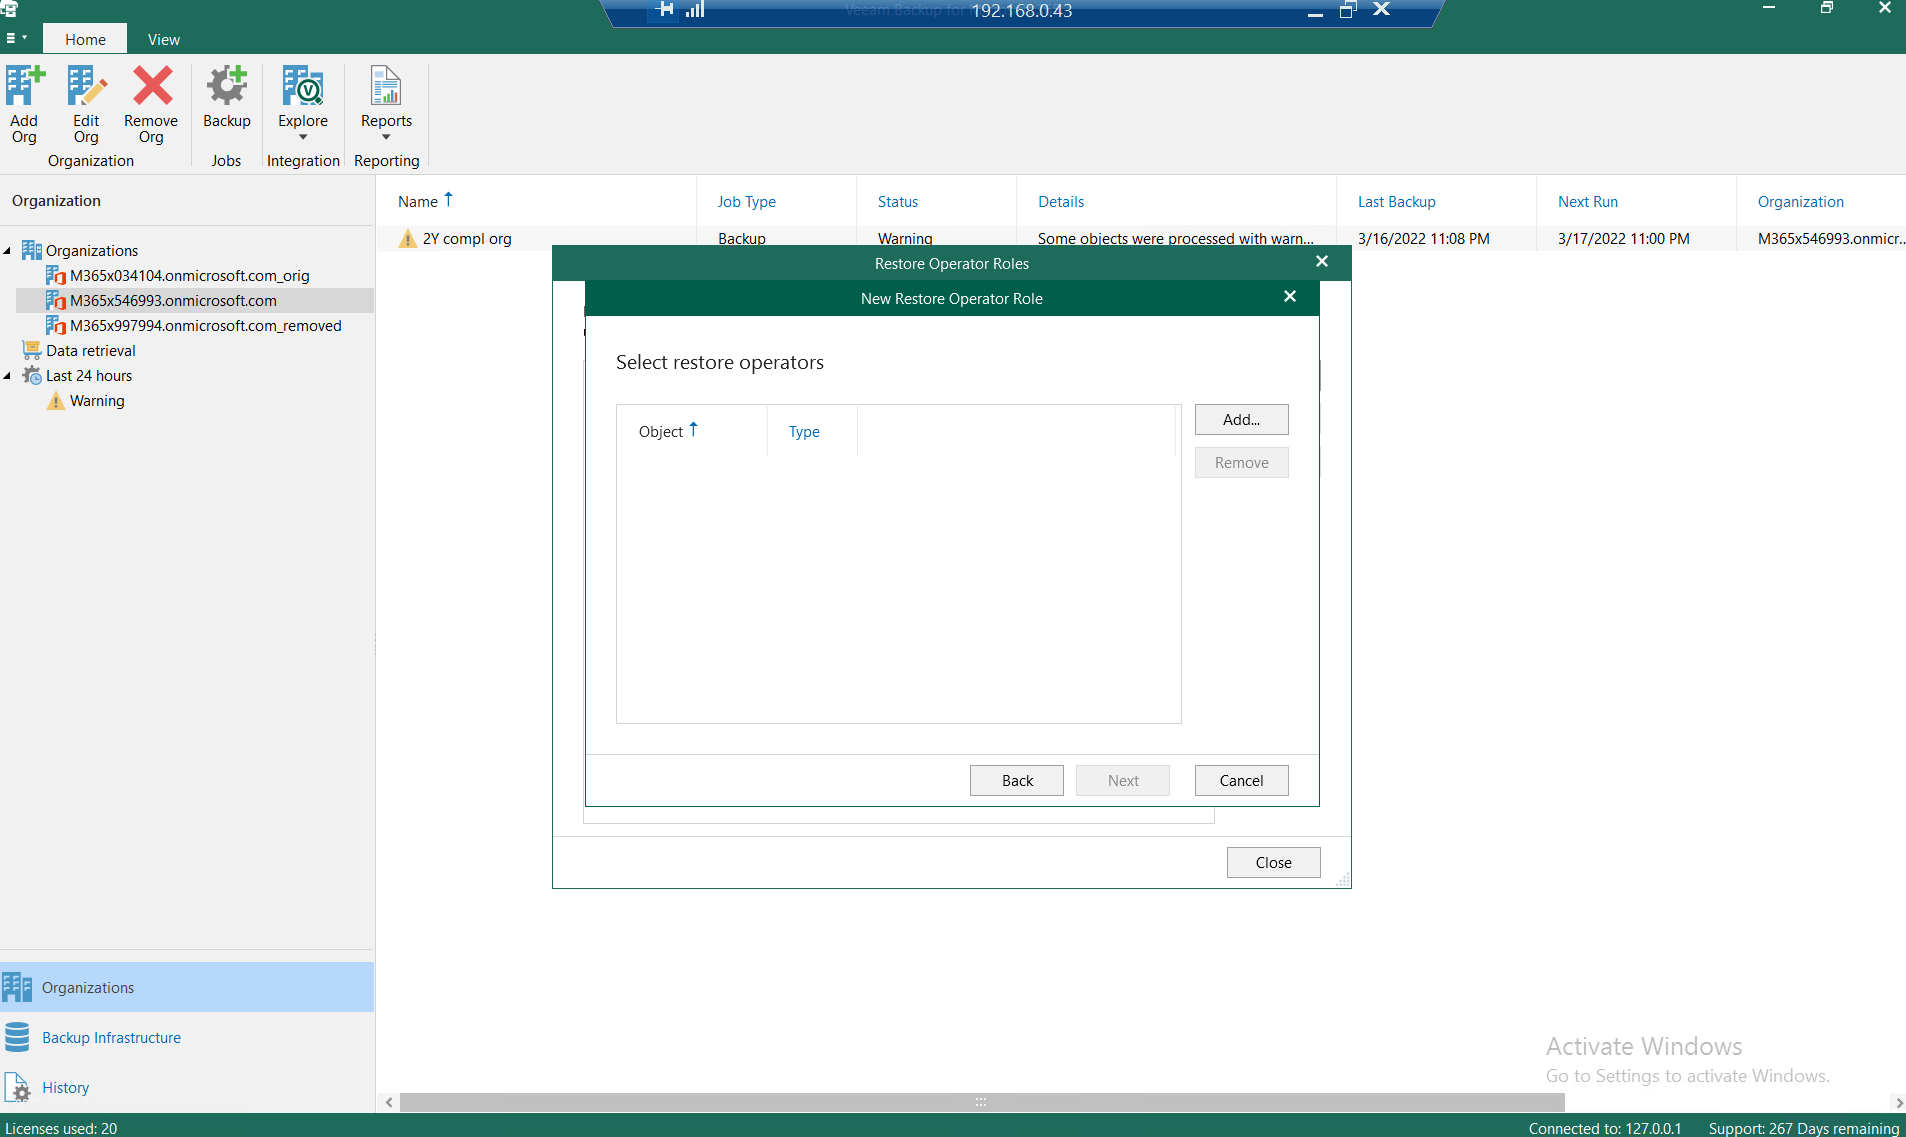 Veeam Backup for
192.168.0.43
Home
View
Add
Org
Edit
Org
Remove
Org
Organization
Backup
Jobs
Explore
Integration
Reports
Reporting
Organization
Organizations
M365x034104.onmicrosoft.com_orig
M365x546993.onmicrosoft.com
M365x997994.onmicrosoft.com_removed
Data retrieval
Last 24 hours
Warning
Name
Job Type
Status
Details
Last Backup
Next Run
Organization
2Y compl org
Backup
Warning
Some objects were processed with warn...
3/16/2022 11:08 PM
3/17/2022 11:00 PM
M365x546993.onmicr...
Restore Operator Roles
New Restore Operator Role
Select restore operators
Object
Type
Add...
Remove
Back
Next
Cancel
Close
Organizations
Backup Infrastructure
History
Activate Windows
Go to Settings to activate Windows.
Licenses used: 20
Connected to: 127.0.0.1
Support: 267 Days remaining